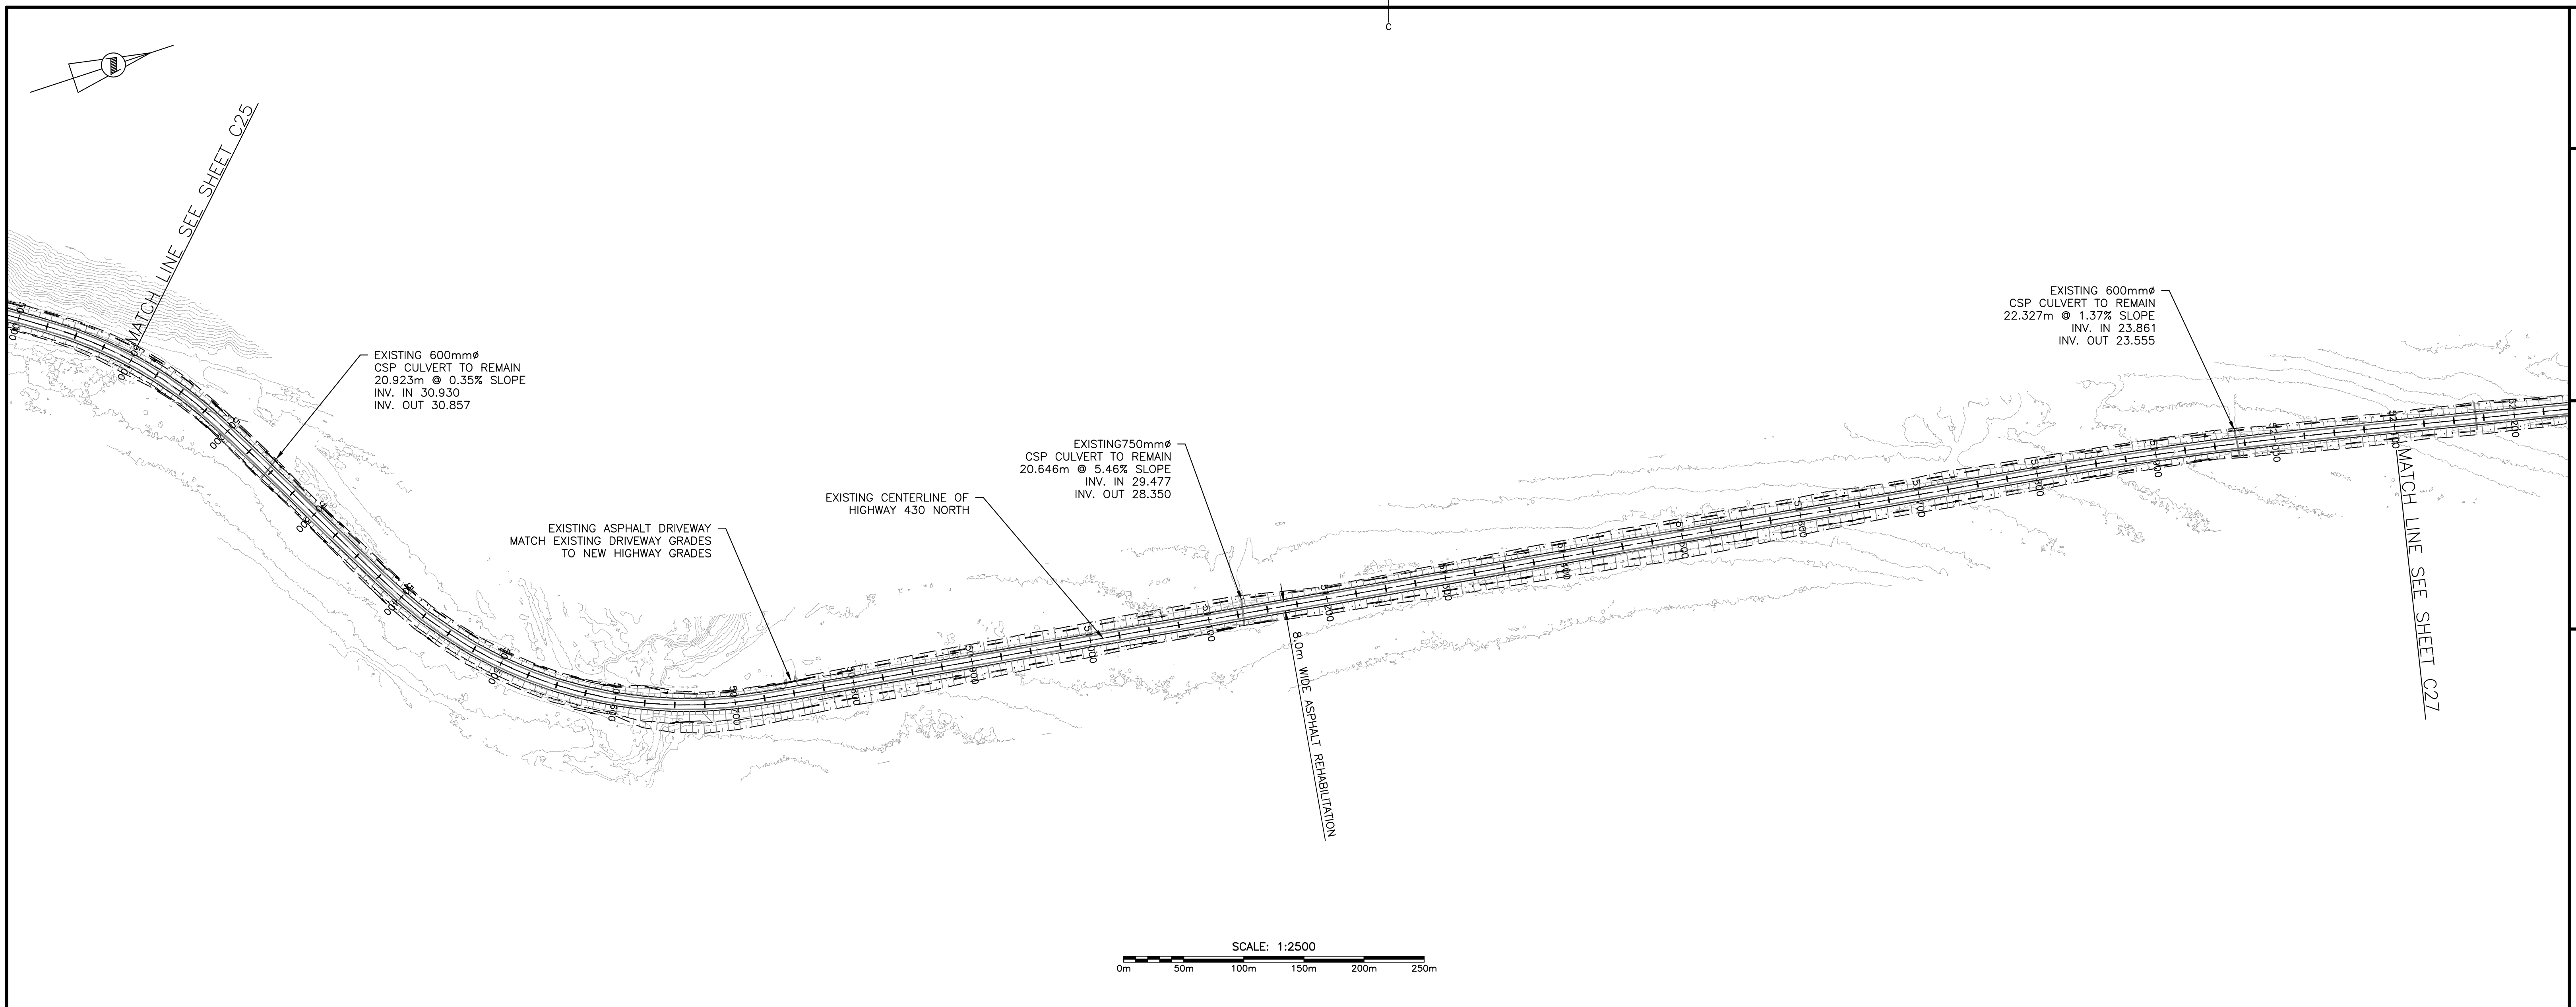 C
MATCH LINE SEE SHEET C25
EXISTING 600mmø
CSP CULVERT TO REMAIN
20.923m @ 0.35% SLOPE
INV. IN 30.930
INV. OUT 30.857
EXISTING ASPHALT DRIVEWAY
MATCH EXISTING DRIVEWAY GRADES
TO NEW HIGHWAY GRADES
EXISTING CENTERLINE OF
HIGHWAY 430 NORTH
EXISTING750mmø
CSP CULVERT TO REMAIN
20.646m @ 5.46% SLOPE
INV. IN 29.477
INV. OUT 28.350
8.0m WIDE ASPHALT REHABILITATION
EXISTING 600mmø
CSP CULVERT TO REMAIN
22.327m @ 1.37% SLOPE
INV. IN 23.861
INV. OUT 23.555
MATCH LINE SEE SHEET C27
SCALE: 1:2500
0m 50m 100m 150m 200m 250m